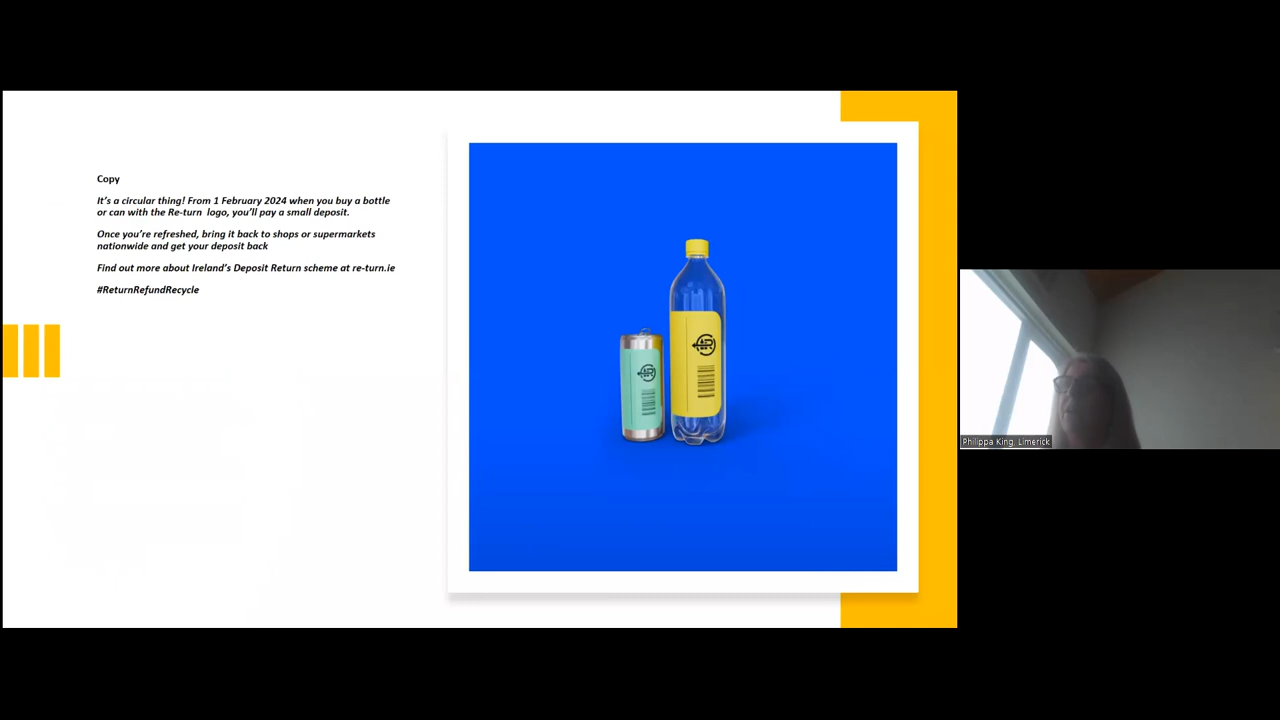 Copy
It's a circular thing! From 1 February 2024 when you buy a bottle
or can with the Re-turn logo, you'll pay a small deposit.
Once you're refreshed, bring it back to shops or supermarkets
nationwide and get your deposit back
Find out more about Ireland's Deposit Return scheme at re-turn.ie
#ReturnRefundRecycle
Philippa King, Limerick